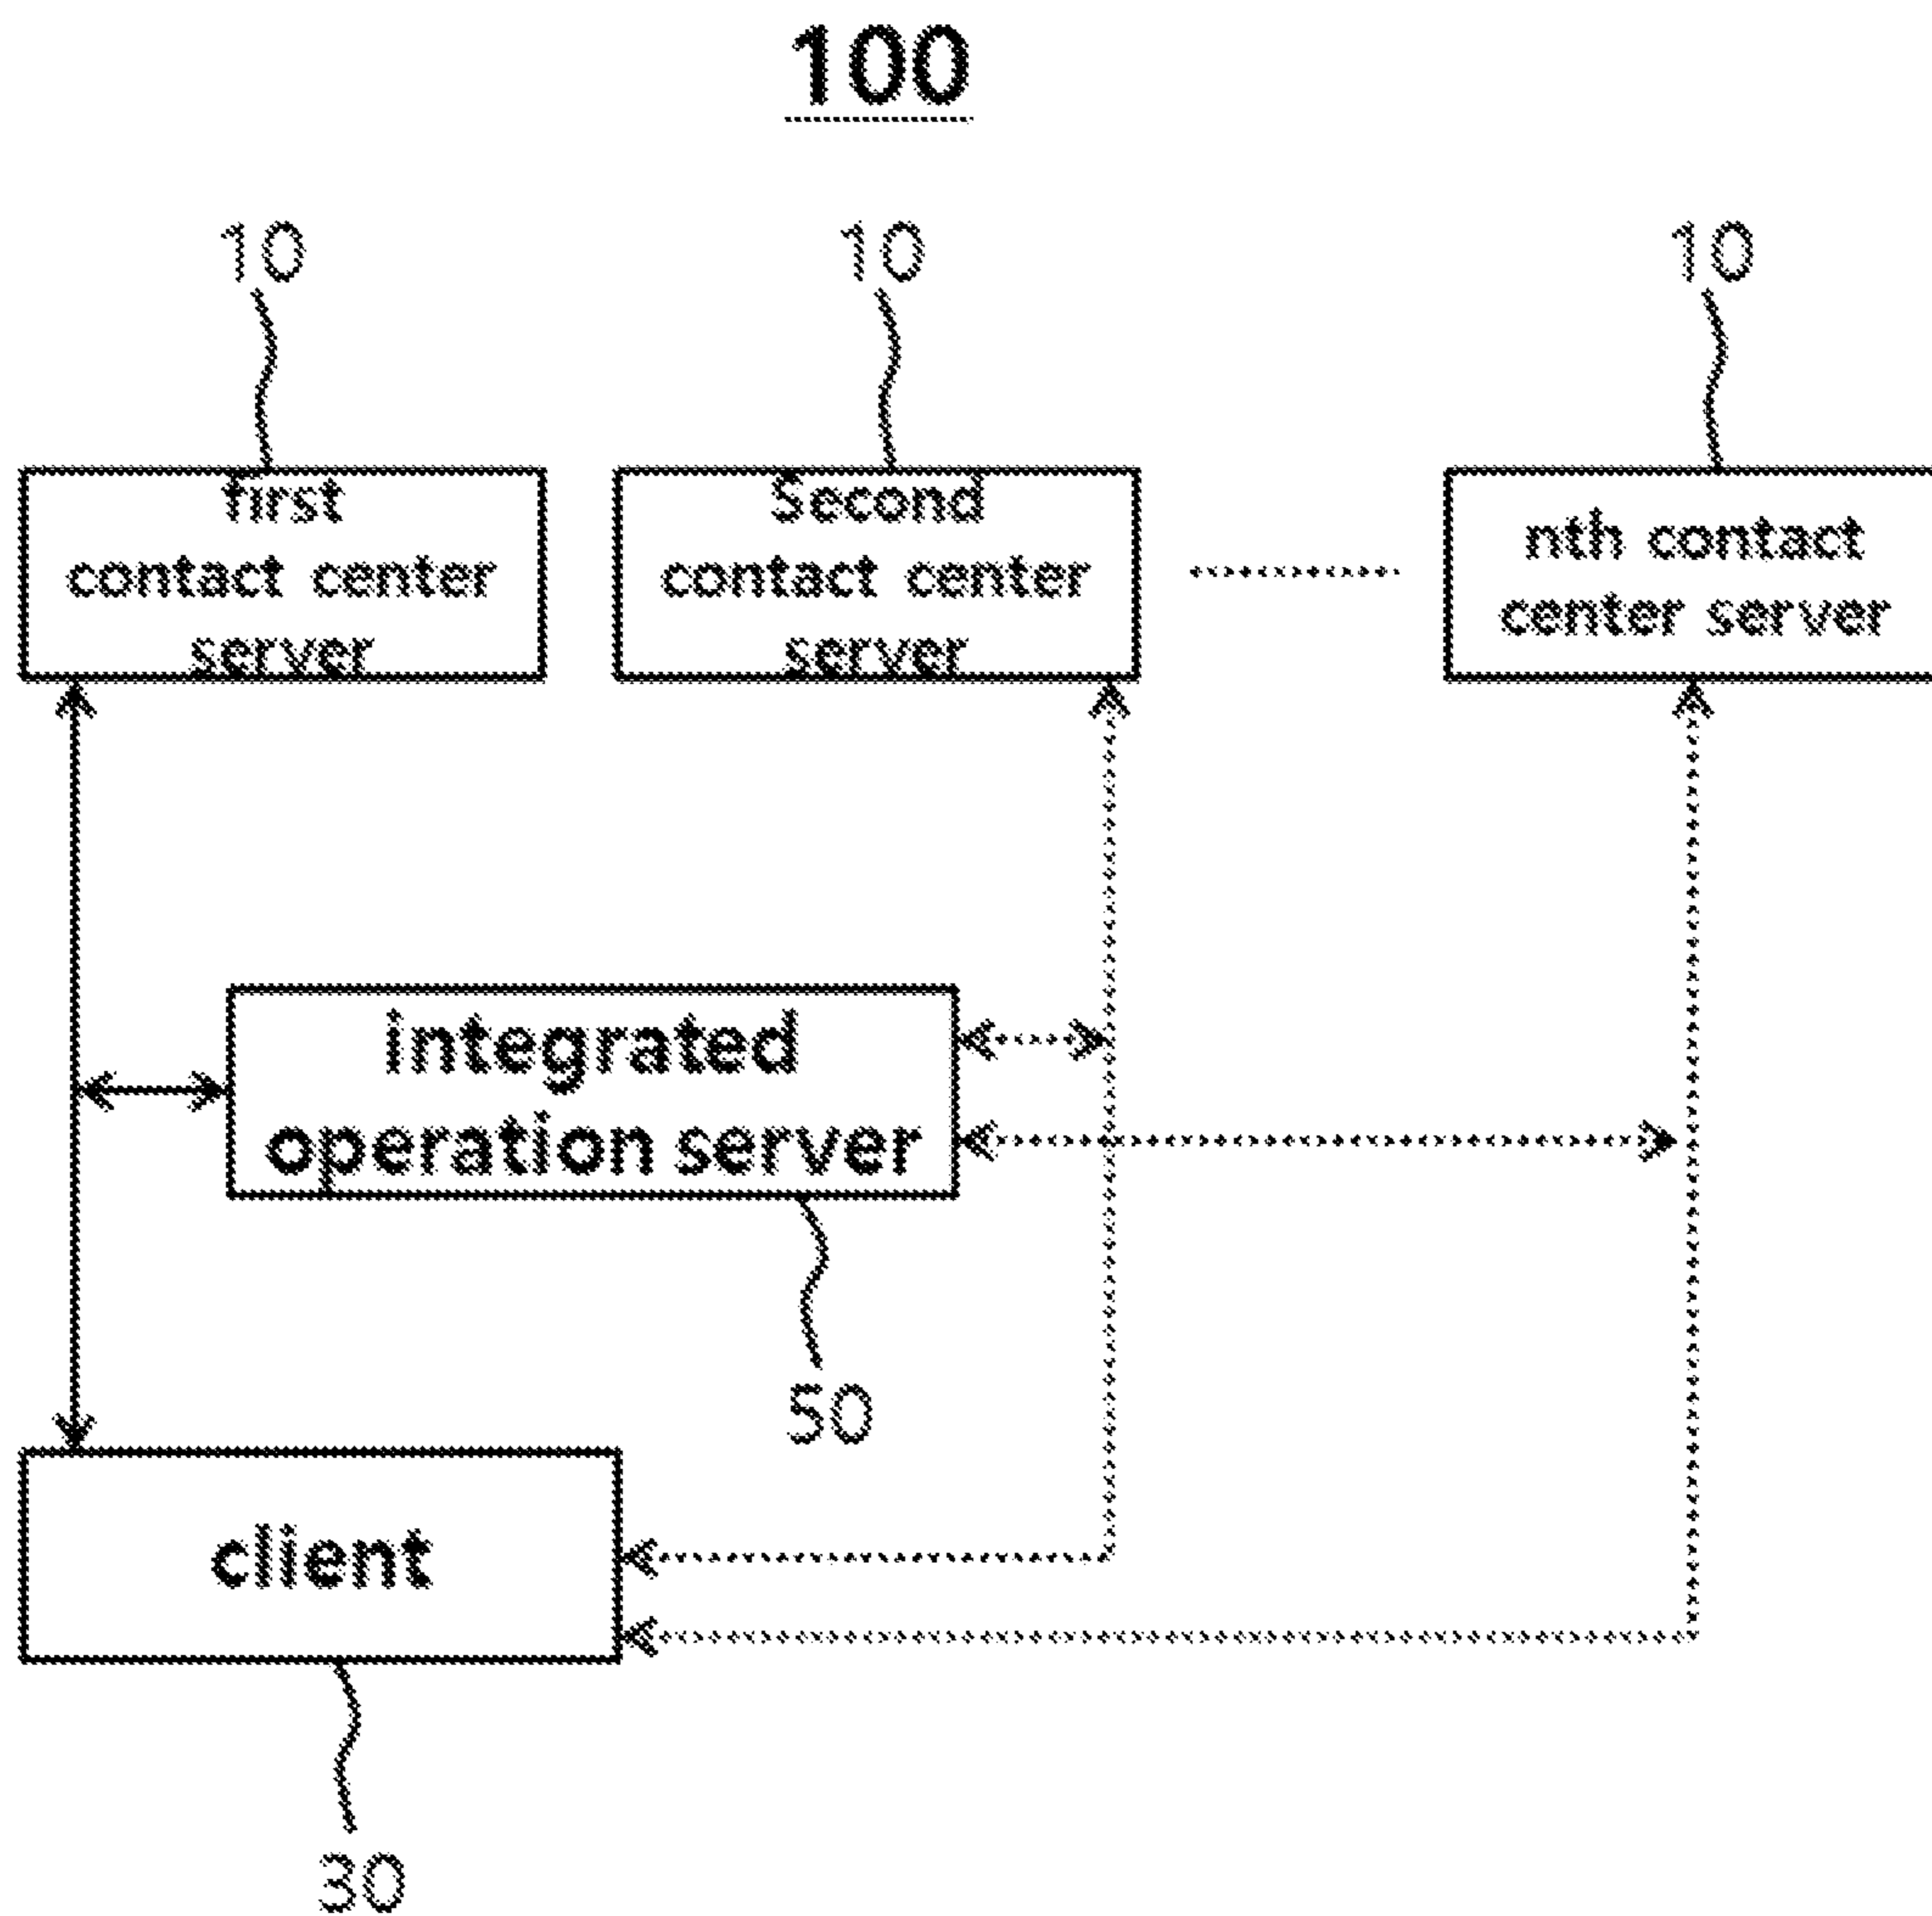 100
10
10
10
first
contact center
server
Second
contact center
server
nth contact
center server
integrated
operation server
50
client
30